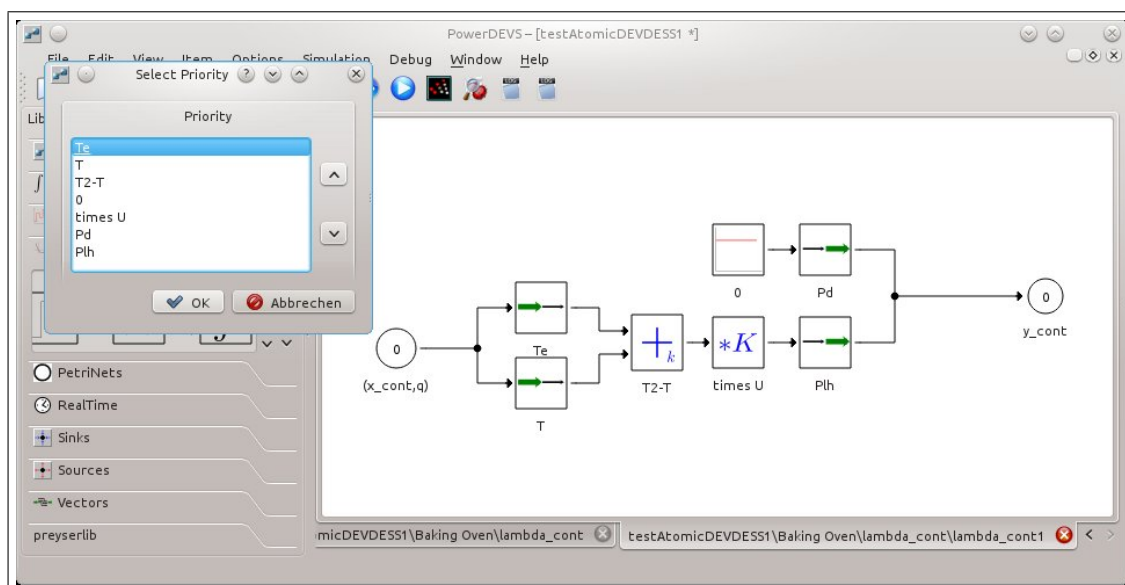 PowerDEVS – [testAtomicDEVDESS1 *]
File Edit View Item Options Simulation Debug Window Help
Select Priority
Priority
Te
T
T2-T
0
times U
Pd
Plh
OK
Abbrechen
Lib
PetriNets
RealTime
Sinks
Sources
Vectors
preyserlib
0
(x_cont,q)
Te
T
+k
T2-T
*K
times U
0
Pd
Plh
0
y_cont
omicDEVDESS1\Baking Oven\lambda_cont
testAtomicDEVDESS1\Baking Oven\lambda_cont\lambda_cont1